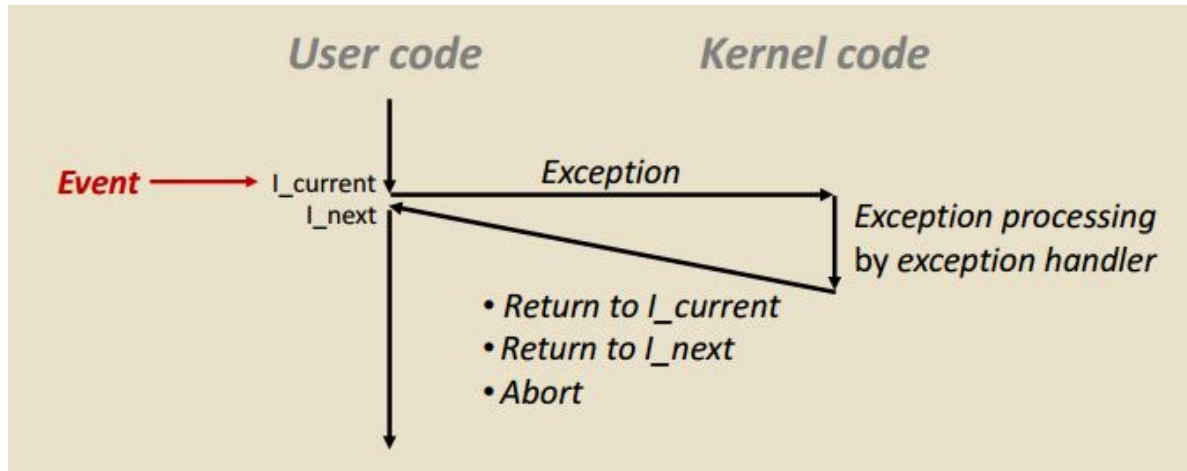 User code
Kernel code
Event
I_current
Exception
I_next
Exception processing
by exception handler
• Return to I_current
• Return to I_next
• Abort